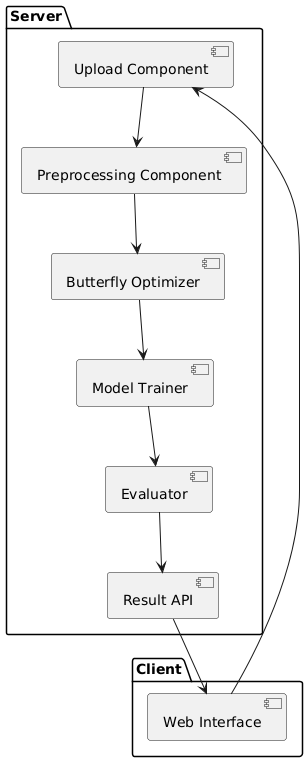 Server
Upload Component
Preprocessing Component
Butterfly Optimizer
Model Trainer
Evaluator
Result API
Client
Web Interface